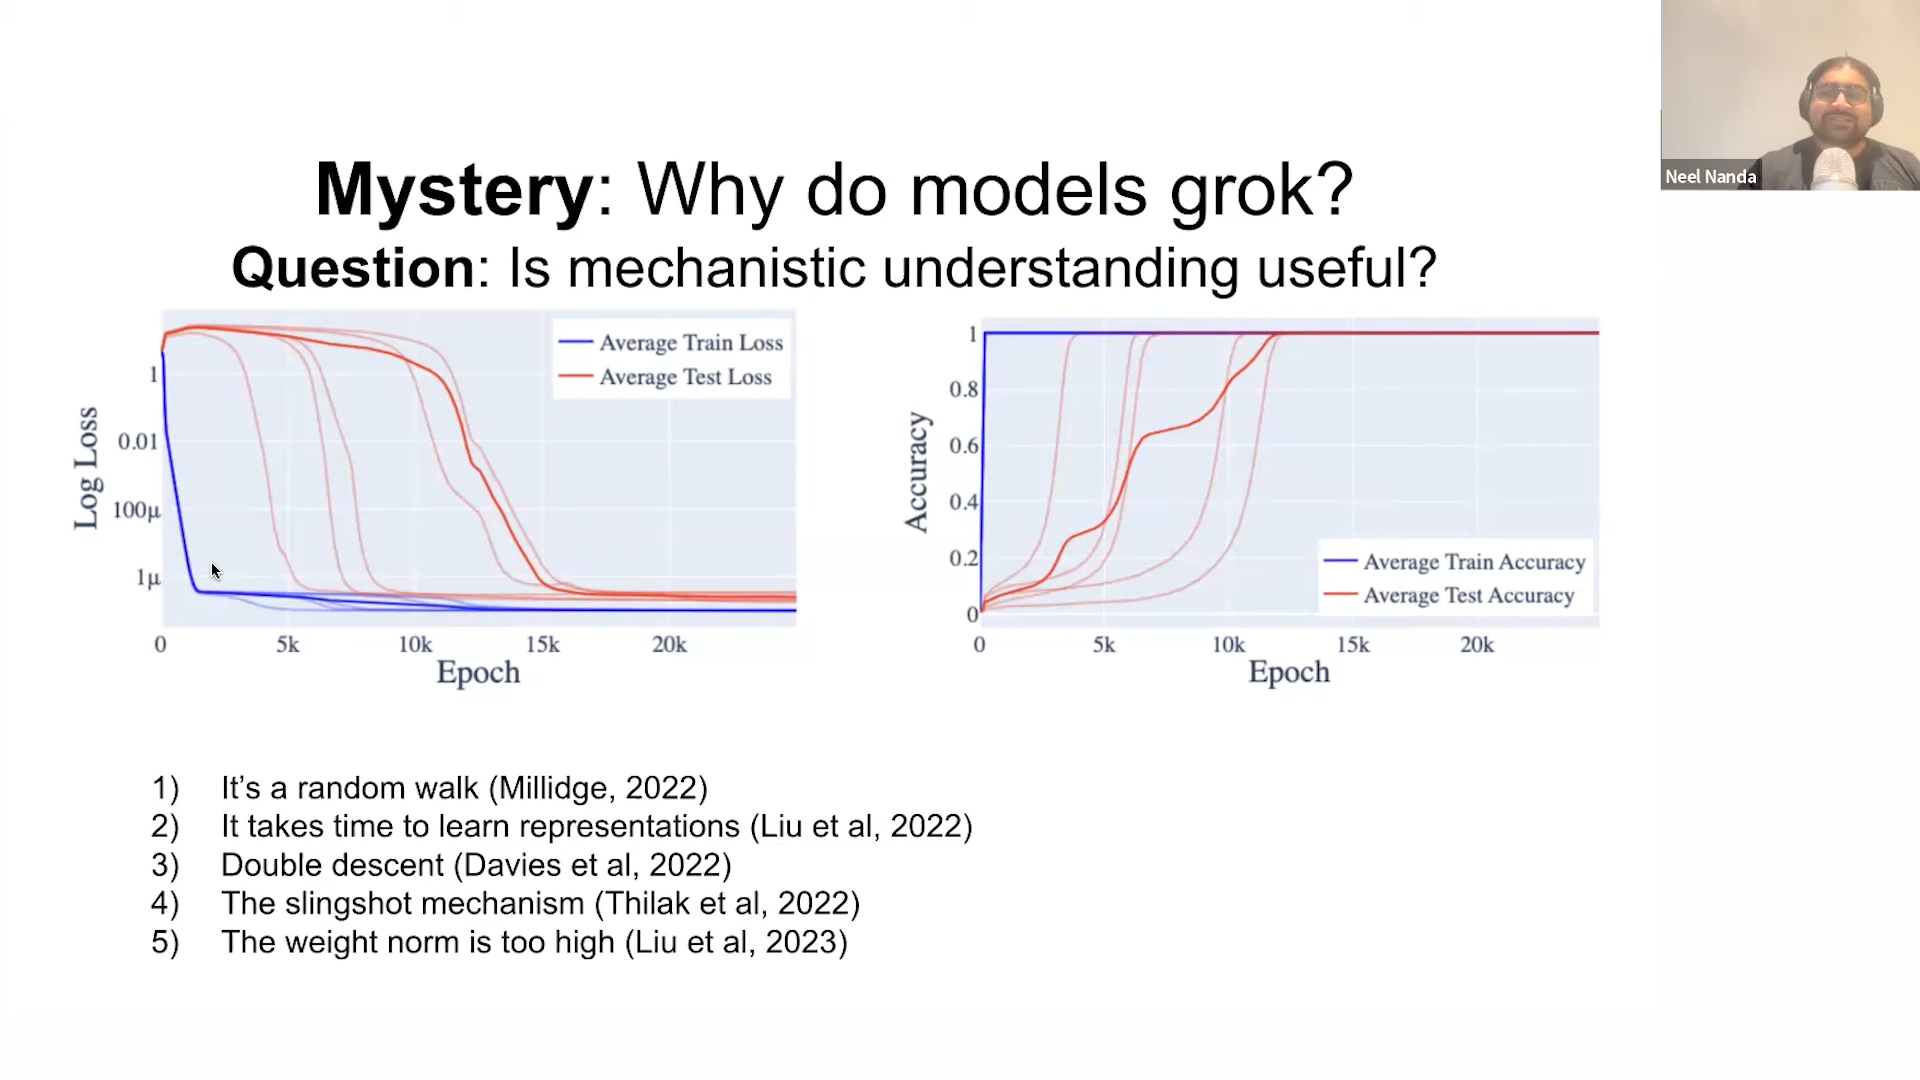 Neel Nanda
Mystery: Why do models grok?
Question: Is mechanistic understanding useful?
Log Loss
1
0.01
100μ
1μ
0
5k
10k
15k
20k
Epoch
Average Train Loss
Average Test Loss
Accuracy
1
0.8
0.6
0.4
0.2
0
0
5k
10k
15k
20k
Epoch
Average Train Accuracy
Average Test Accuracy
1) It’s a random walk (Millidge, 2022)
2) It takes time to learn representations (Liu et al, 2022)
3) Double descent (Davies et al, 2022)
4) The slingshot mechanism (Thilak et al, 2022)
5) The weight norm is too high (Liu et al, 2023)